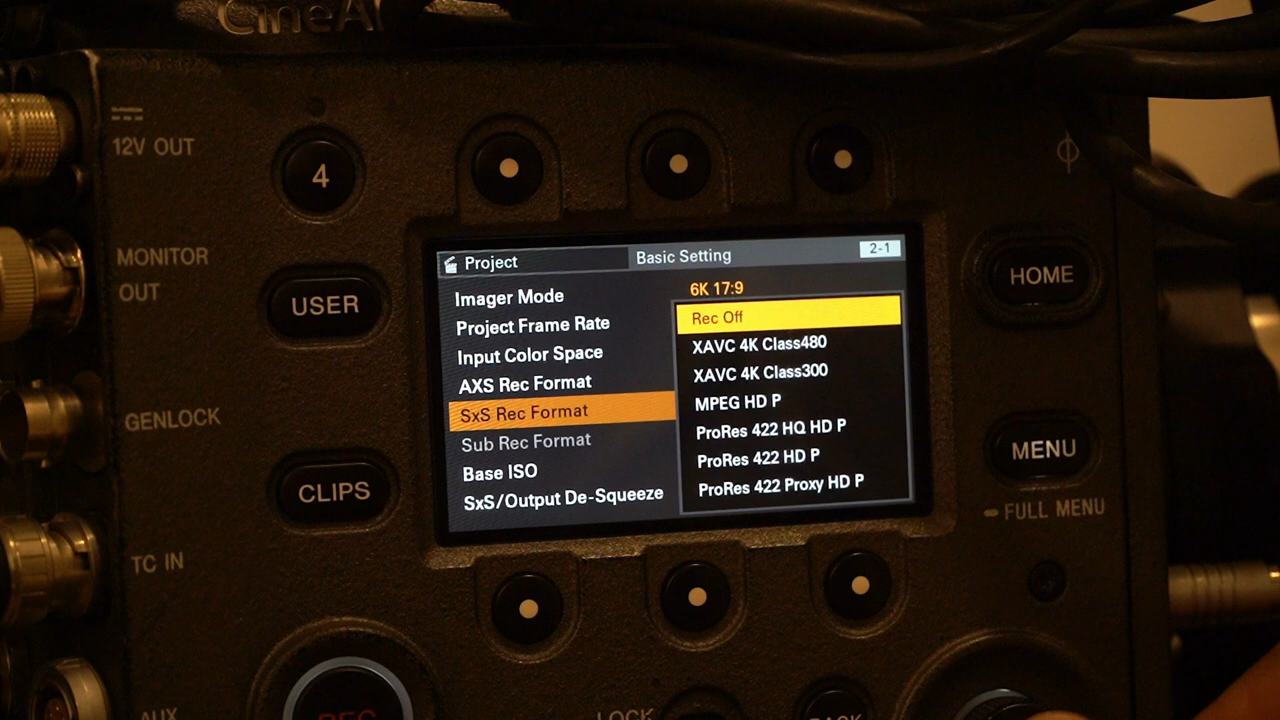 CineAl
12V OUT
4
MONITOR
OUT
USER
HOME
GENLOCK
MENU
CLIPS
FULL MENU
TC IN
AUX
REC
LOCK
Project
Basic Setting
2-1
Imager Mode
6K 17:9
Project Frame Rate
Rec Off
Input Color Space
XAVC 4K Class480
AXS Rec Format
XAVC 4K Class300
SxS Rec Format
MPEG HD P
Sub Rec Format
ProRes 422 HQ HD P
Base ISO
ProRes 422 HD P
SxS/Output De-Squeeze
ProRes 422 Proxy HD P